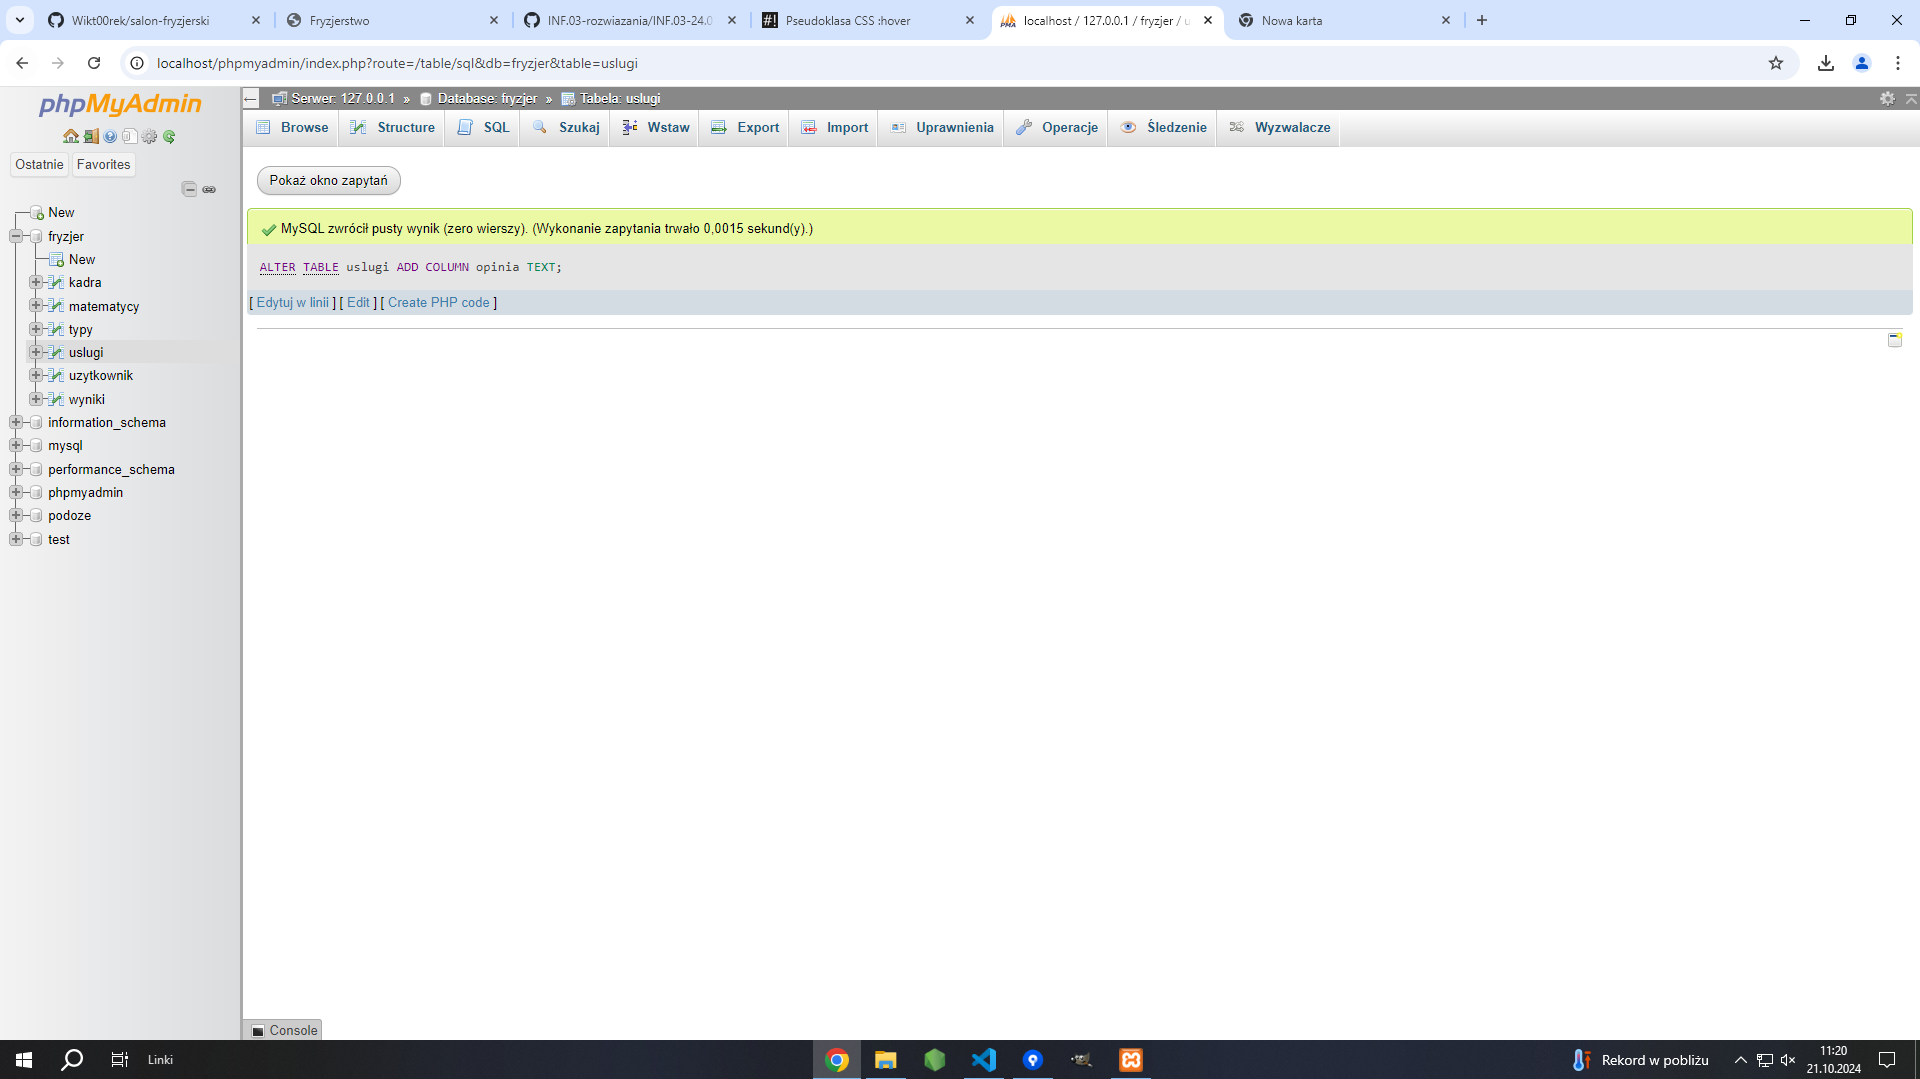 Wikt00rek/salon-fryzjerski
Fryzjerstwo
INF.03-rozwiazania/INF.03-24.0
Pseudoklasa CSS :hover
localhost / 127.0.0.1 / fryzjer / u
Nowa karta
localhost/phpmyadmin/index.php?route=/table/sql&db=fryzjer&table=uslugi
phpMyAdmin
Serwer: 127.0.0.1 » Database: fryzjer » Tabela: uslugi
Browse Structure SQL Szukaj Wstaw Export Import Uprawnienia Operacje Śledzenie Wyzwalacze
Ostatnie Favorites
New
fryzjer
New
kadra
matematycy
typy
uslugi
uzytkownik
wyniki
information_schema
mysql
performance_schema
phpmyadmin
podoze
test
Pokaż okno zapytań
MySQL zwrócił pusty wynik (zero wierszy). (Wykonanie zapytania trwało 0,0015 sekund(y).)
ALTER TABLE uslugi ADD COLUMN opinia TEXT;
[ Edytuj w linii ] [ Edit ] [ Create PHP code ]
Console
Linki
Rekord w pobliżu
11:20
21.10.2024